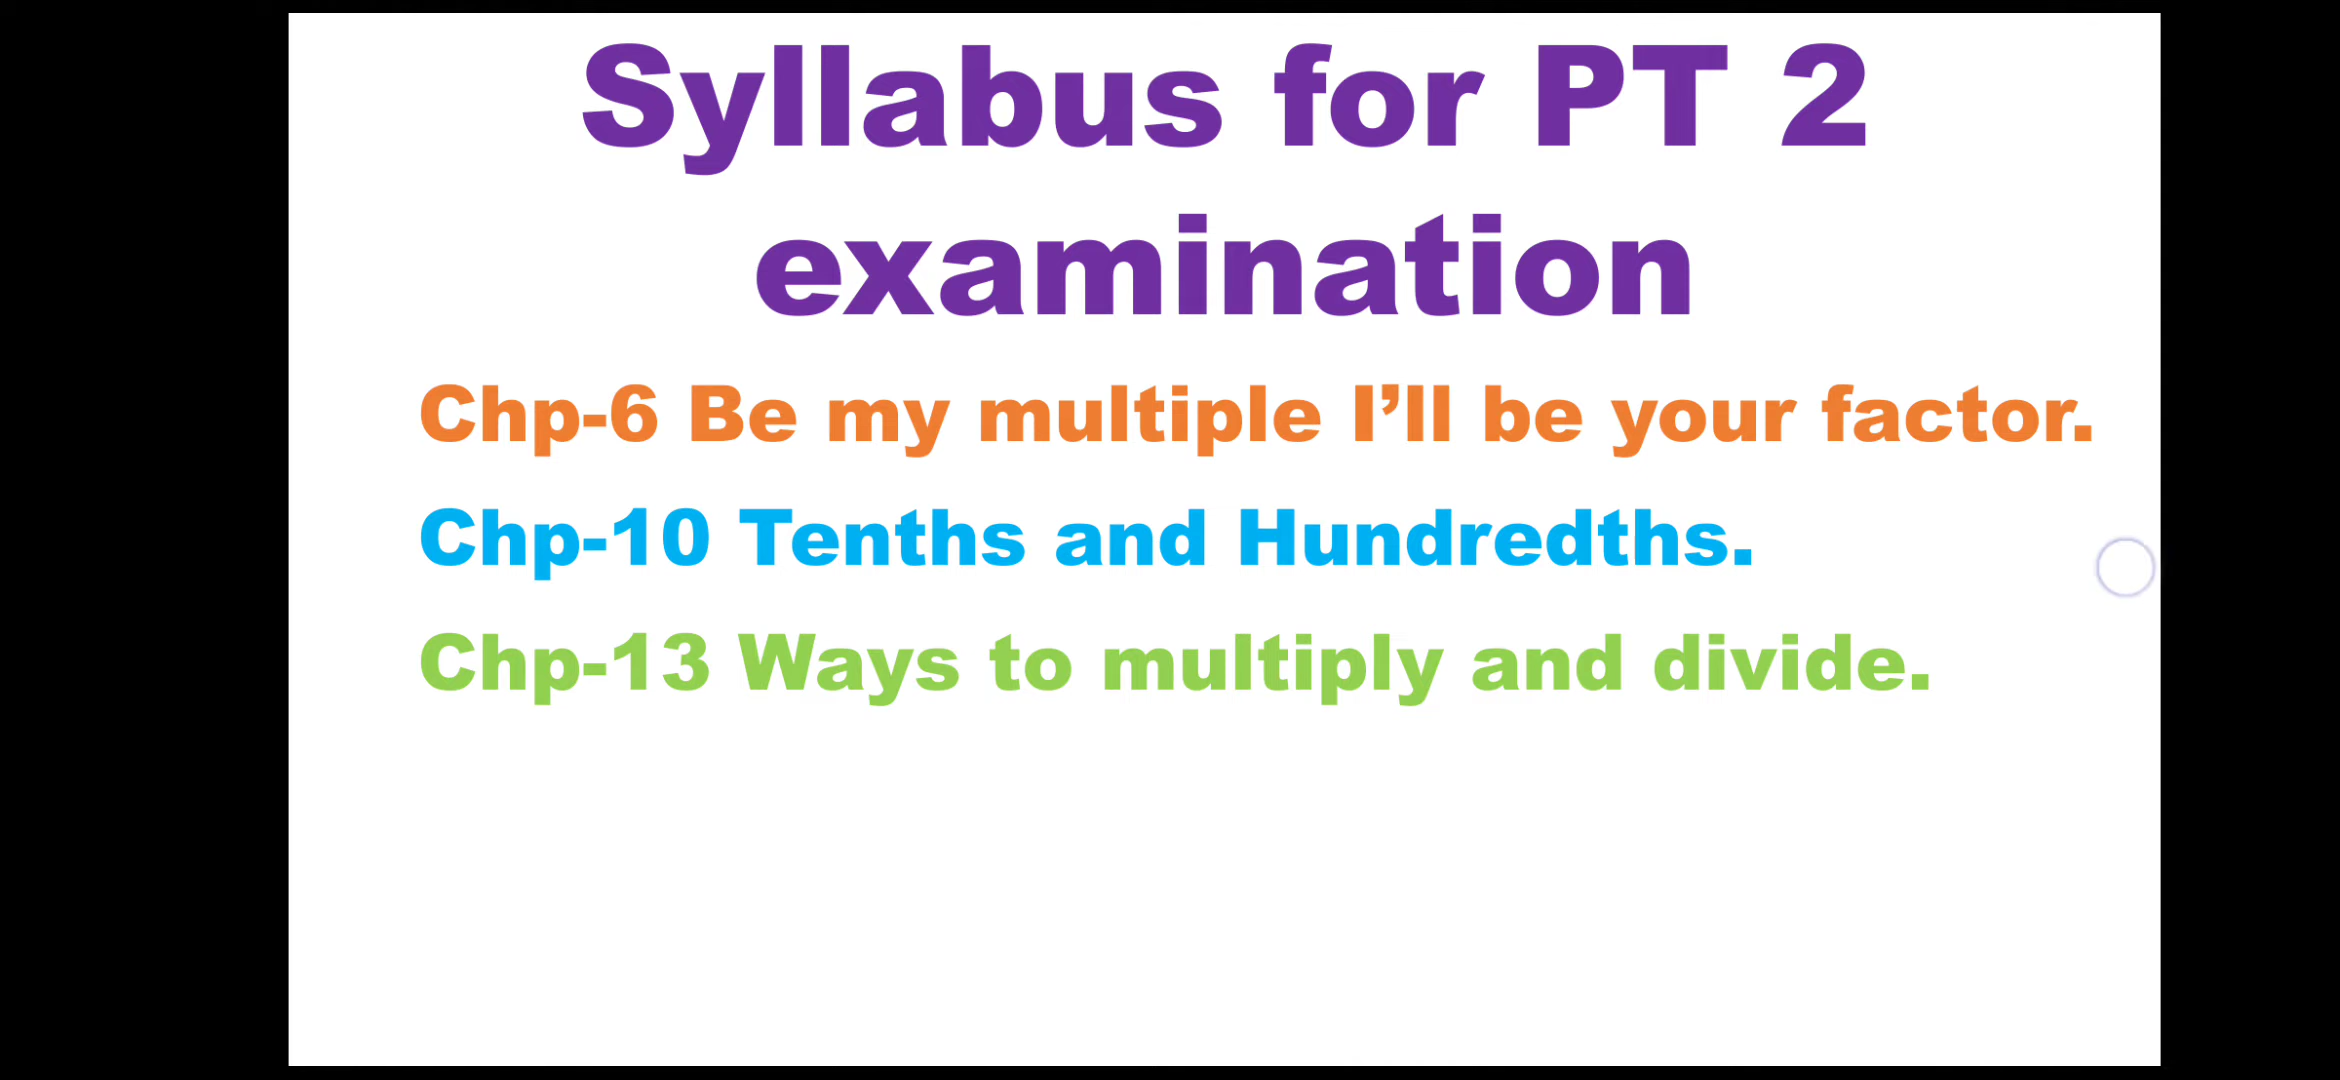 Syllabus for PT 2
examination
Chp-6 Be my multiple I’ll be your factor.
Chp-10 Tenths and Hundredths.
Chp-13 Ways to multiply and divide.